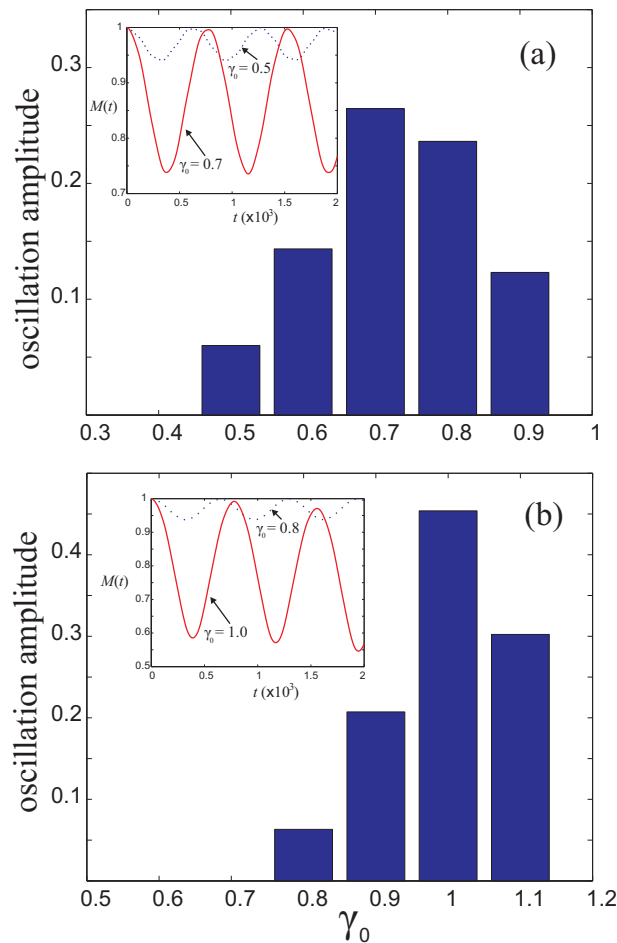 (a)
oscillation amplitude
0.3
0.2
0.1
0.3 0.4 0.5 0.6 0.7 0.8 0.9 1
1
0.9
0.8
0.7
M(t)
γ₀ = 0.5
γ₀ = 0.7
0 0.5 1 1.5 2
t (x10³)
(b)
oscillation amplitude
0.4
0.3
0.2
0.1
0.5 0.6 0.7 0.8 0.9 1 1.1 1.2
γ₀
1
0.9
0.8
0.7
0.6
0.5
M(t)
γ₀ = 0.8
γ₀ = 1.0
0 0.5 1 1.5 2
t (x10³)